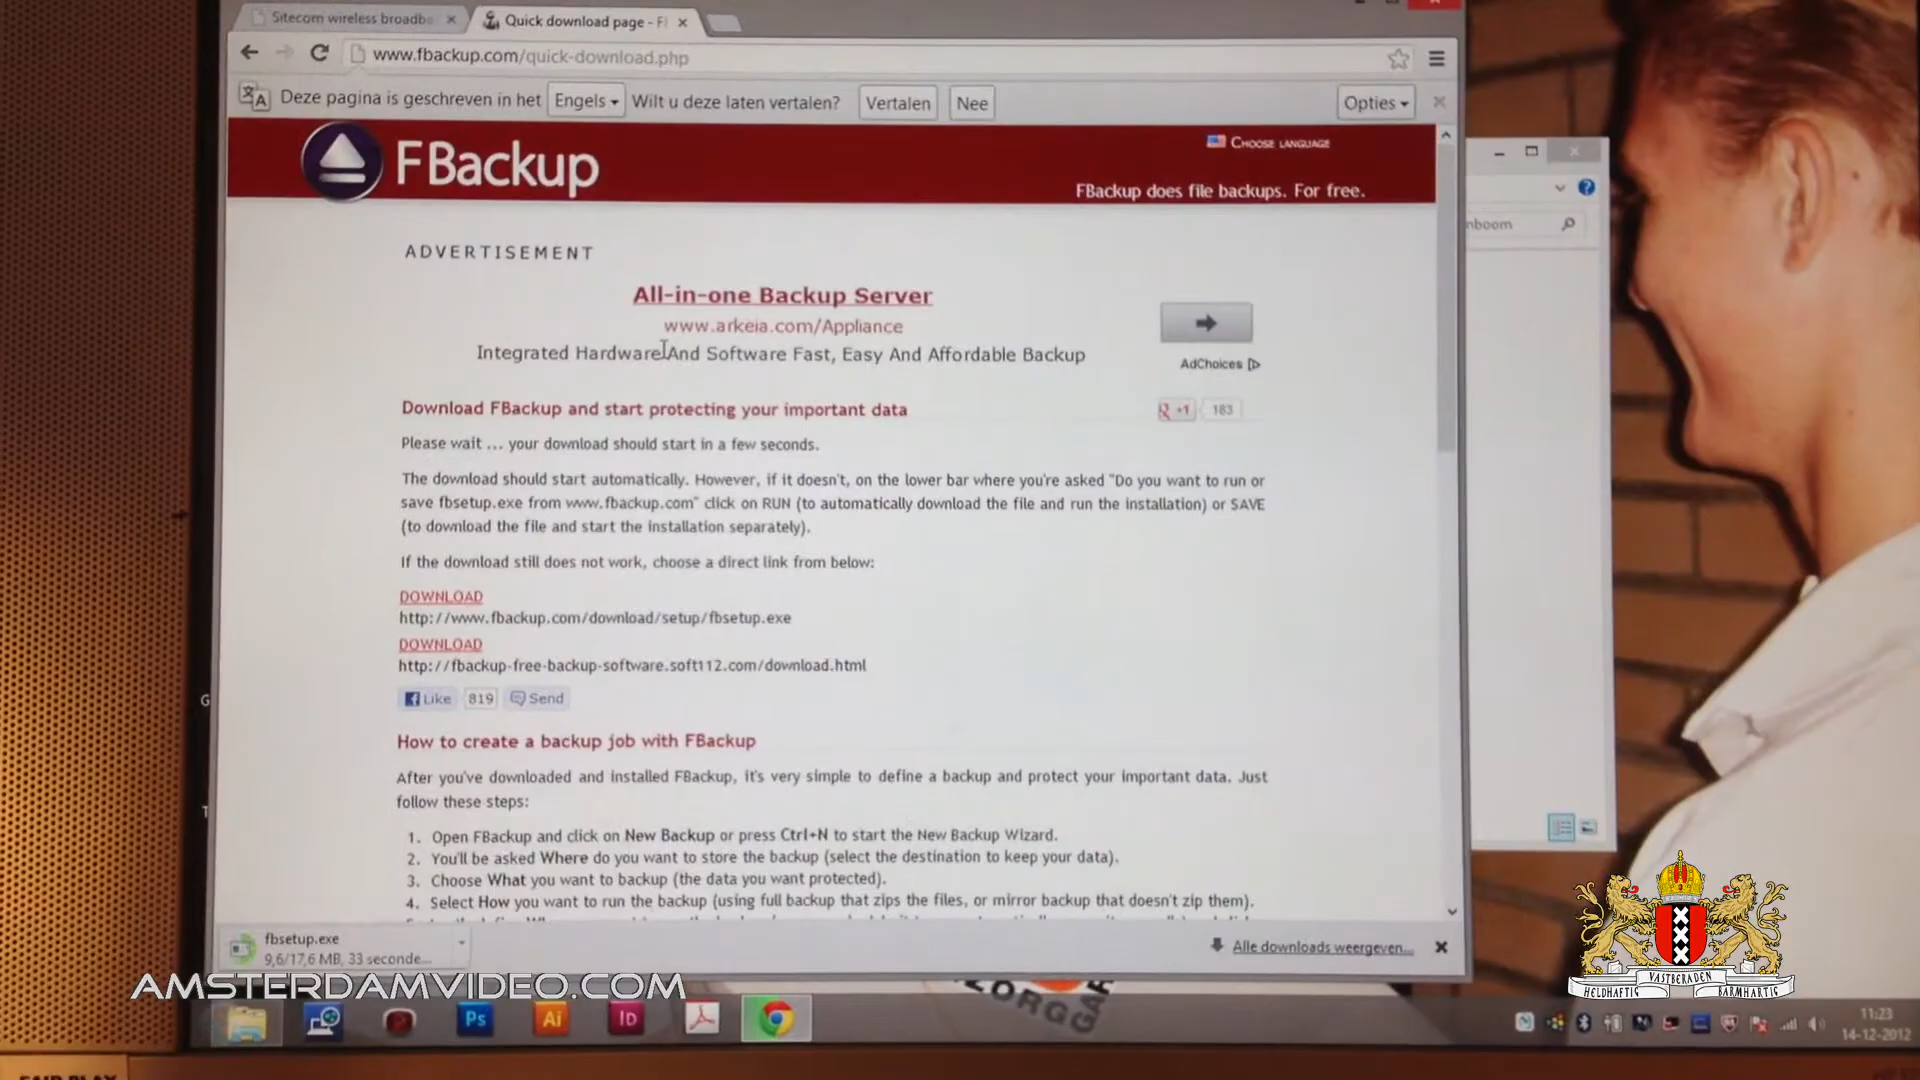 Sitecom wireless broadb
Quick download page - F
www.fbackup.com/quick-download.php
Deze pagina is geschreven in het Engels Wilt u deze laten vertalen? Vertalen Nee Opties
FBackup
CHOOSE LANGUAGE
FBackup does file backups. For free.
nboom
ADVERTISEMENT
All-in-one Backup Server
www.arkeia.com/Appliance
Integrated Hardware And Software Fast, Easy And Affordable Backup
AdChoices
Download FBackup and start protecting your important data
+1 183
Please wait ... your download should start in a few seconds.
The download should start automatically. However, if it doesn't, on the lower bar where you're asked "Do you want to run or
save fbsetup.exe from www.fbackup.com" click on RUN (to automatically download the file and run the installation) or SAVE
(to download the file and start the installation separately).
If the download still does not work, choose a direct link from below:
DOWNLOAD
http://www.fbackup.com/download/setup/fbsetup.exe
DOWNLOAD
http://fbackup-free-backup-software.soft112.com/download.html
Like 819 Send
How to create a backup job with FBackup
After you've downloaded and installed FBackup, it's very simple to define a backup and protect your important data. Just
follow these steps:
1. Open FBackup and click on New Backup or press Ctrl+N to start the New Backup Wizard.
2. You'll be asked Where do you want to store the backup (select the destination to keep your data).
3. Choose What you want to backup (the data you want protected).
4. Select How you want to run the backup (using full backup that zips the files, or mirror backup that doesn't zip them).
fbsetup.exe
9,6/17,6 MB, 33 seconde...
Alle downloads weergeven...
AMSTERDAMVIDEO.COM
HELDHAFTIG VASTBERADEN BARMHARTIG
Ps Ai Id
11:23
14-12-2012